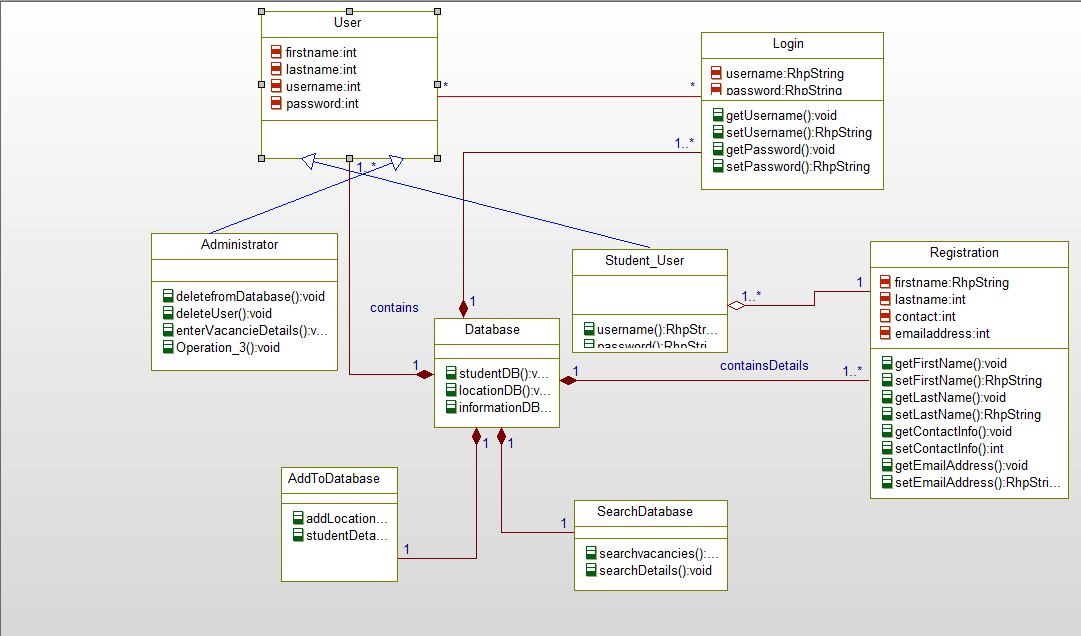 User
firstname:int
lastname:int
username:int
password:int
*
*
Login
username:RhpString
password:RhpString
getUsername():void
setUsername():RhpString
getPassword():void
setPassword():RhpString
1..*
1..*
Administrator
deletefromDatabase():void
deleteUser():void
enterVacancieDetails():v...
Operation_3():void
Student_User
username():RhpStr...
password():RhpStri
1..*
1
Registration
firstname:RhpString
lastname:int
contact:int
emailaddress:int
getFirstName():void
setFirstName():RhpString
getLastName():void
setLastName():RhpString
getContactInfo():void
setContactInfo():int
getEmailAddress():void
setEmailAddress():RhpStri...
contains
1
Database
studentDB():v...
locationDB():v...
informationDB...
1
1
containsDetails
1..*
1
1
AddToDatabase
addLocation...
studentDeta...
1
SearchDatabase
searchvacancies():...
searchDetails():void
1